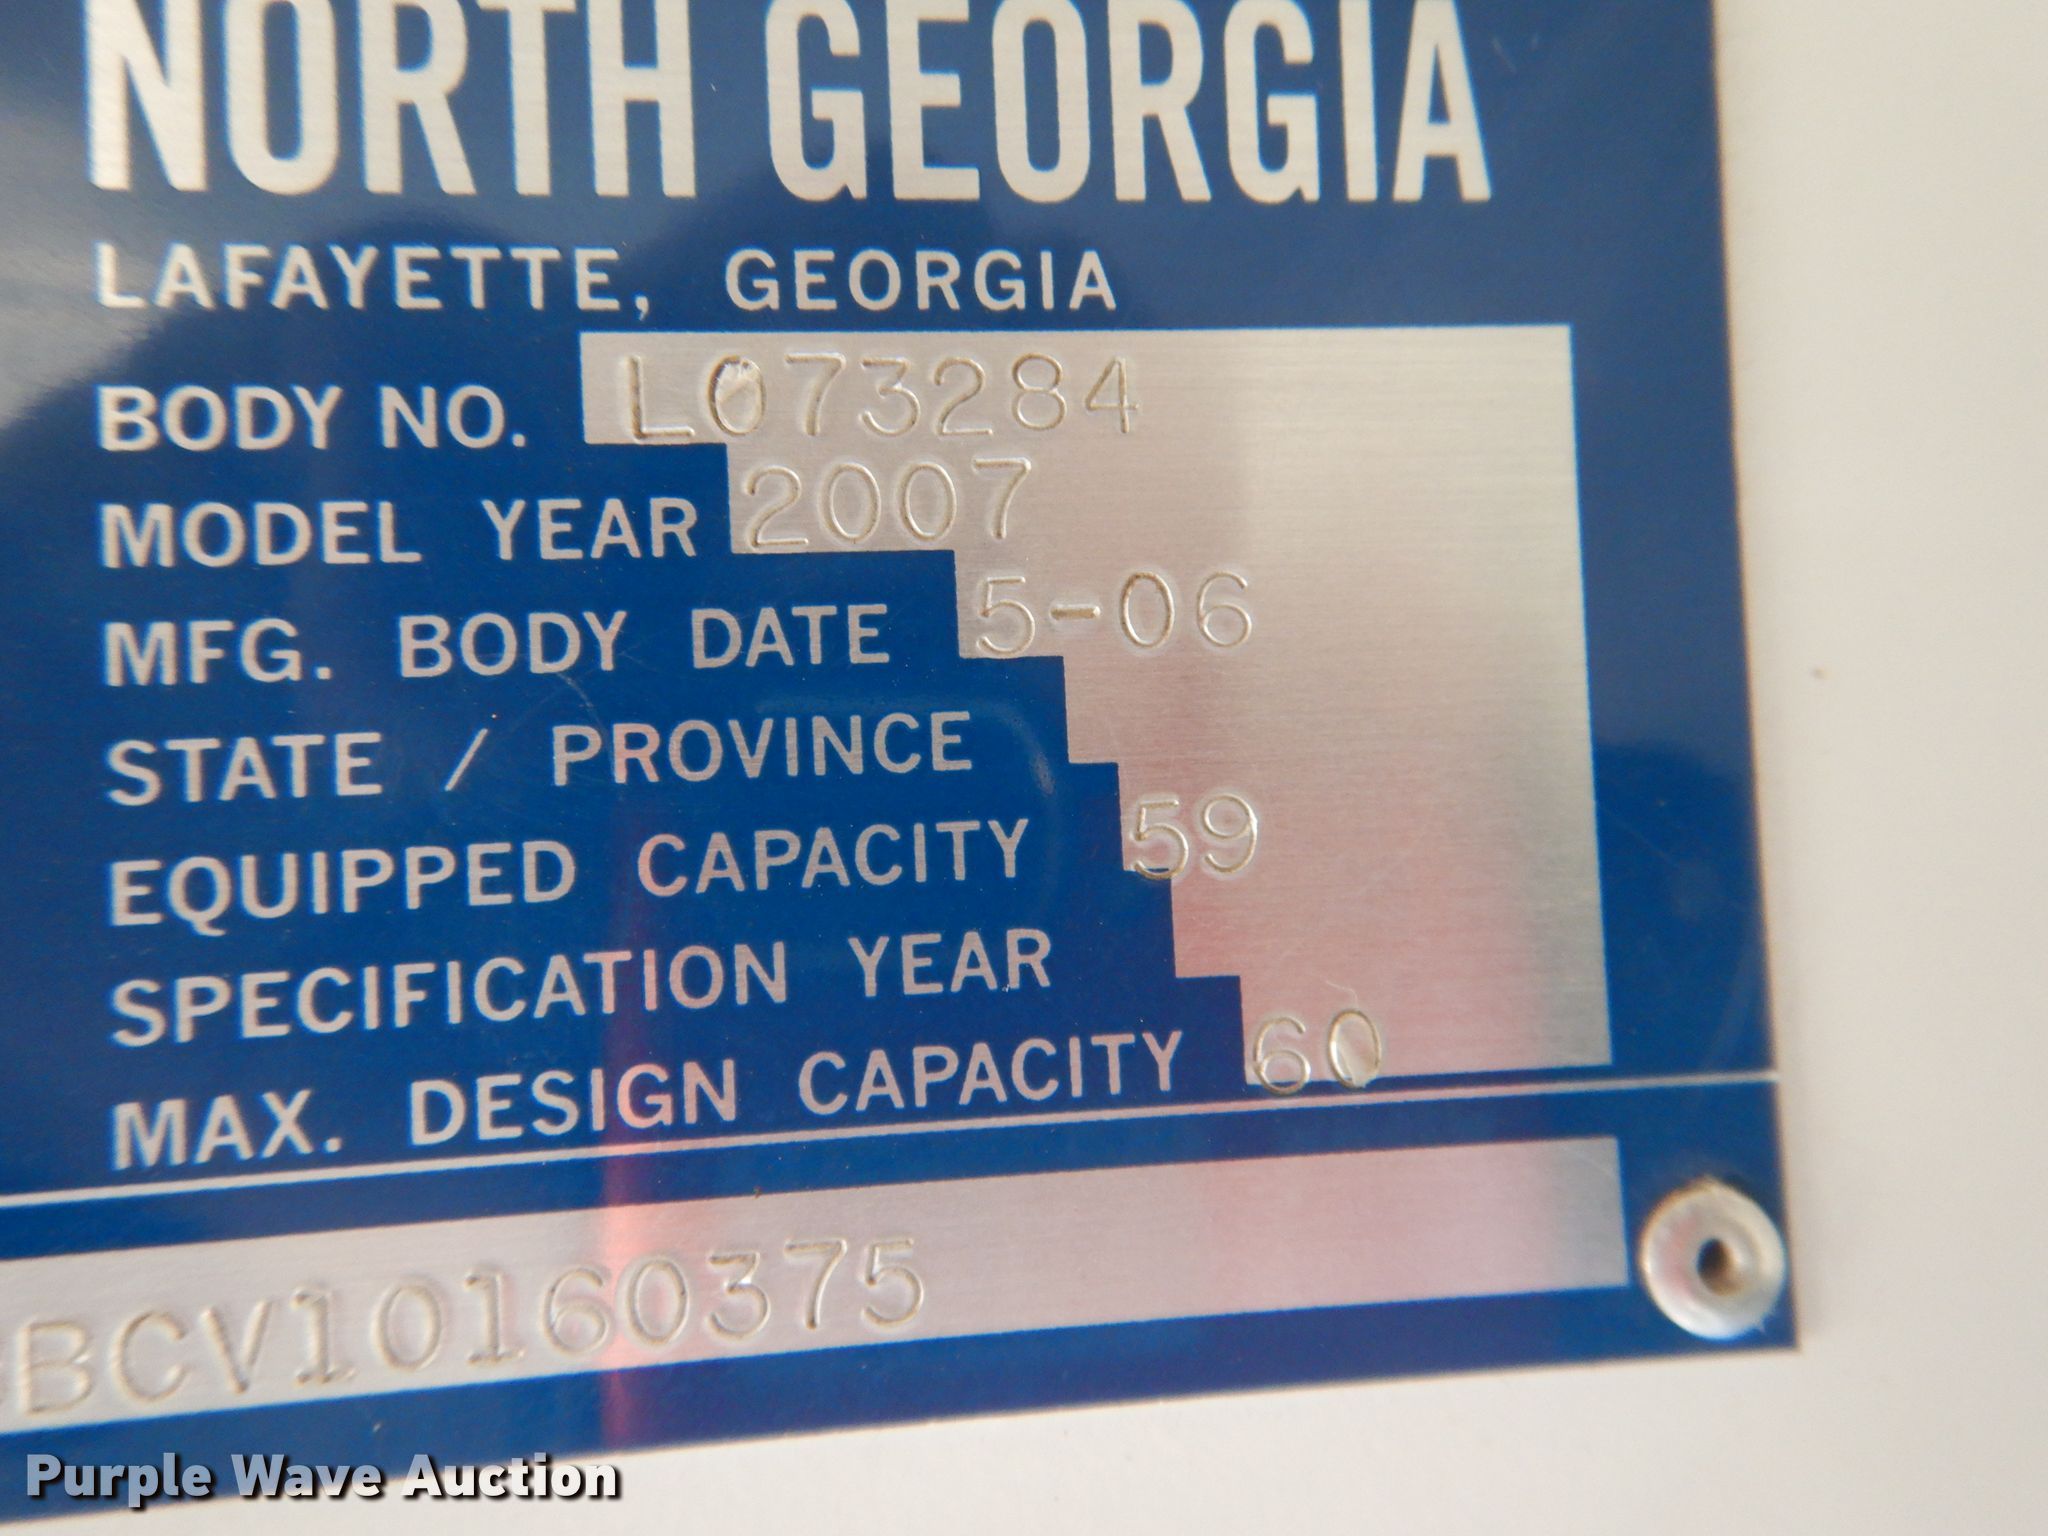 NORTH GEORGIA
LAFAYETTE, GEORGIA
BODY NO. L073284
MODEL YEAR 2007
MFG. BODY DATE 5-06
STATE / PROVINCE
EQUIPPED CAPACITY 59
SPECIFICATION YEAR
MAX. DESIGN CAPACITY 60
BCV10160375
Purple Wave Auction